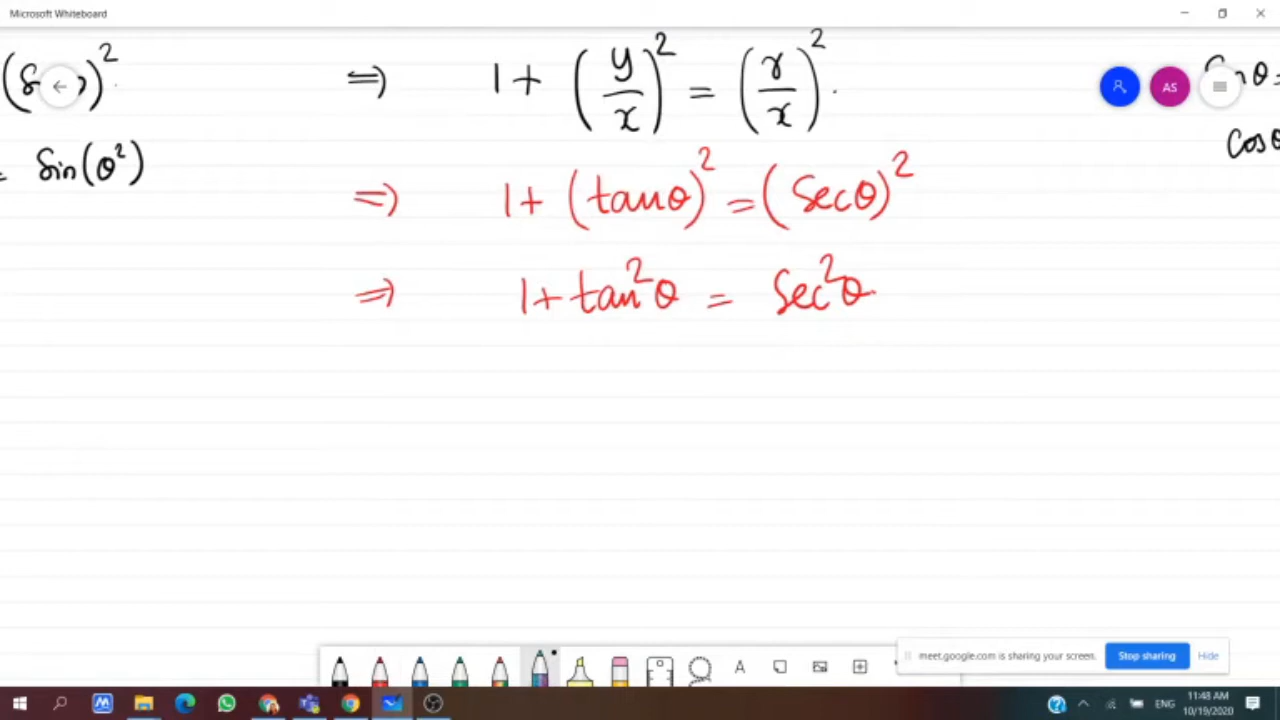 Microsoft Whiteboard
⇒ 1 + (y/x)² = (r/x)².
AS
= sin(θ²)
cosθ
⇒ 1 + (tanθ)² = (Secθ)²
⇒ 1 + tan²θ = Sec²θ.
A
meet.google.com is sharing your screen.
Stop sharing
Hide
ENG
11:48 AM
10/19/2020